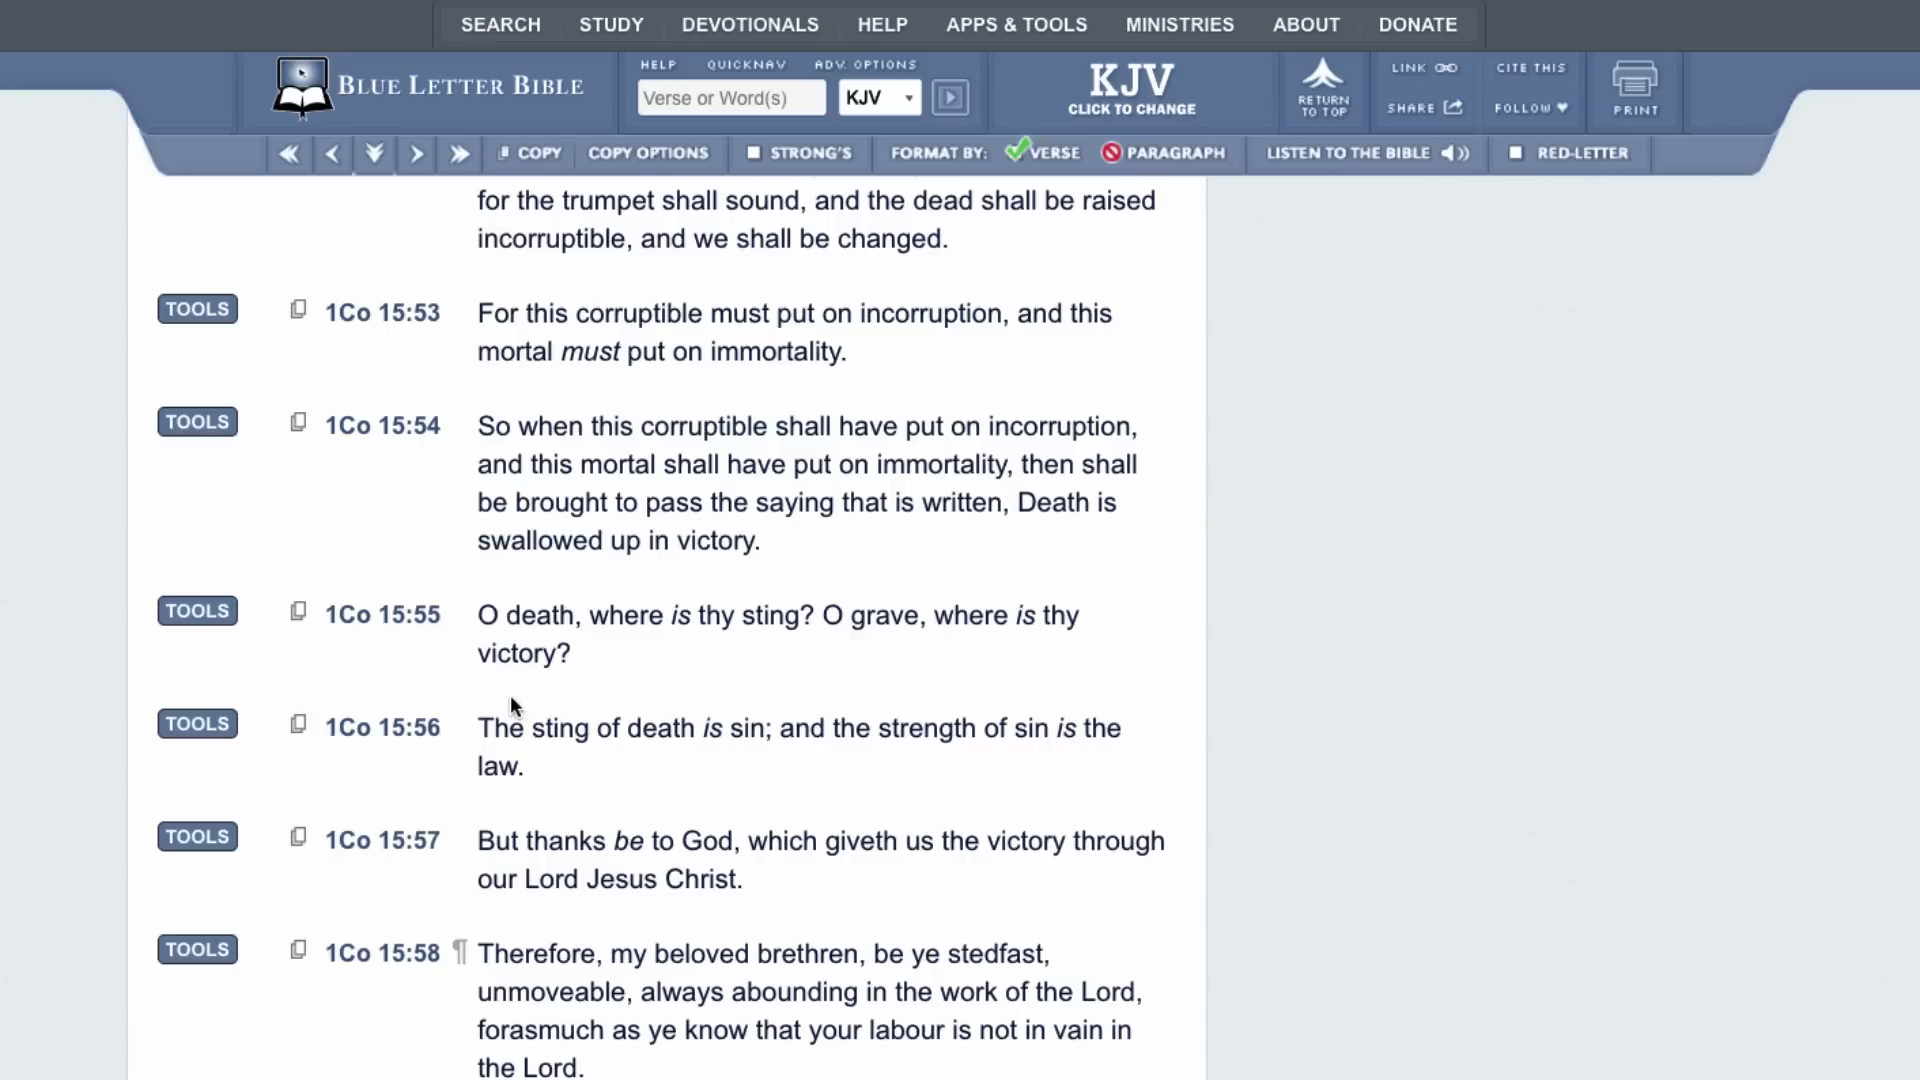 SEARCH STUDY DEVOTIONALS HELP APPS & TOOLS MINISTRIES ABOUT DONATE
BLUE LETTER BIBLE
HELP QUICKNAV ADV. OPTIONS
Verse or Word(s) KJV
KJV
CLICK TO CHANGE
RETURN
TO TOP
LINK
SHARE
CITE THIS
FOLLOW
PRINT
COPY COPY OPTIONS STRONG'S FORMAT BY: VERSE PARAGRAPH LISTEN TO THE BIBLE RED-LETTER
for the trumpet shall sound, and the dead shall be raised
incorruptible, and we shall be changed.
TOOLS 1Co 15:53 For this corruptible must put on incorruption, and this
mortal must put on immortality.
TOOLS 1Co 15:54 So when this corruptible shall have put on incorruption,
and this mortal shall have put on immortality, then shall
be brought to pass the saying that is written, Death is
swallowed up in victory.
TOOLS 1Co 15:55 O death, where is thy sting? O grave, where is thy
victory?
TOOLS 1Co 15:56 The sting of death is sin; and the strength of sin is the
law.
TOOLS 1Co 15:57 But thanks be to God, which giveth us the victory through
our Lord Jesus Christ.
TOOLS 1Co 15:58 ¶ Therefore, my beloved brethren, be ye stedfast,
unmoveable, always abounding in the work of the Lord,
forasmuch as ye know that your labour is not in vain in
the Lord.